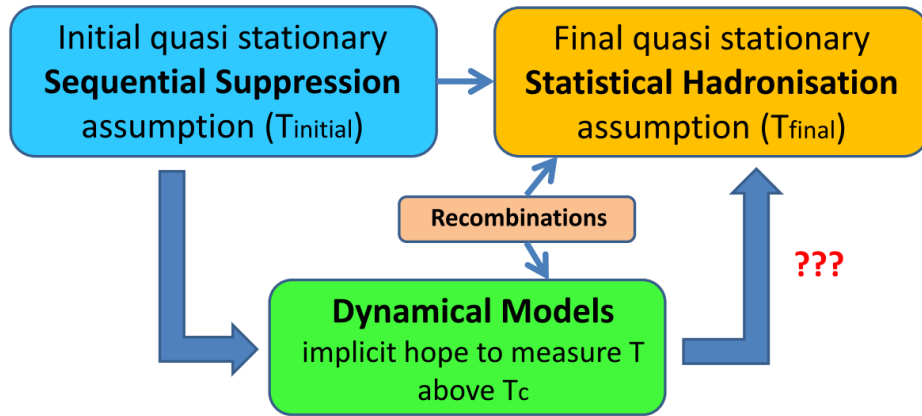 Initial quasi stationary
Sequential Suppression
assumption (Tinitial)
Final quasi stationary
Statistical Hadronisation
assumption (Tfinal)
Recombinations
???
Dynamical Models
implicit hope to measure T
above Tc